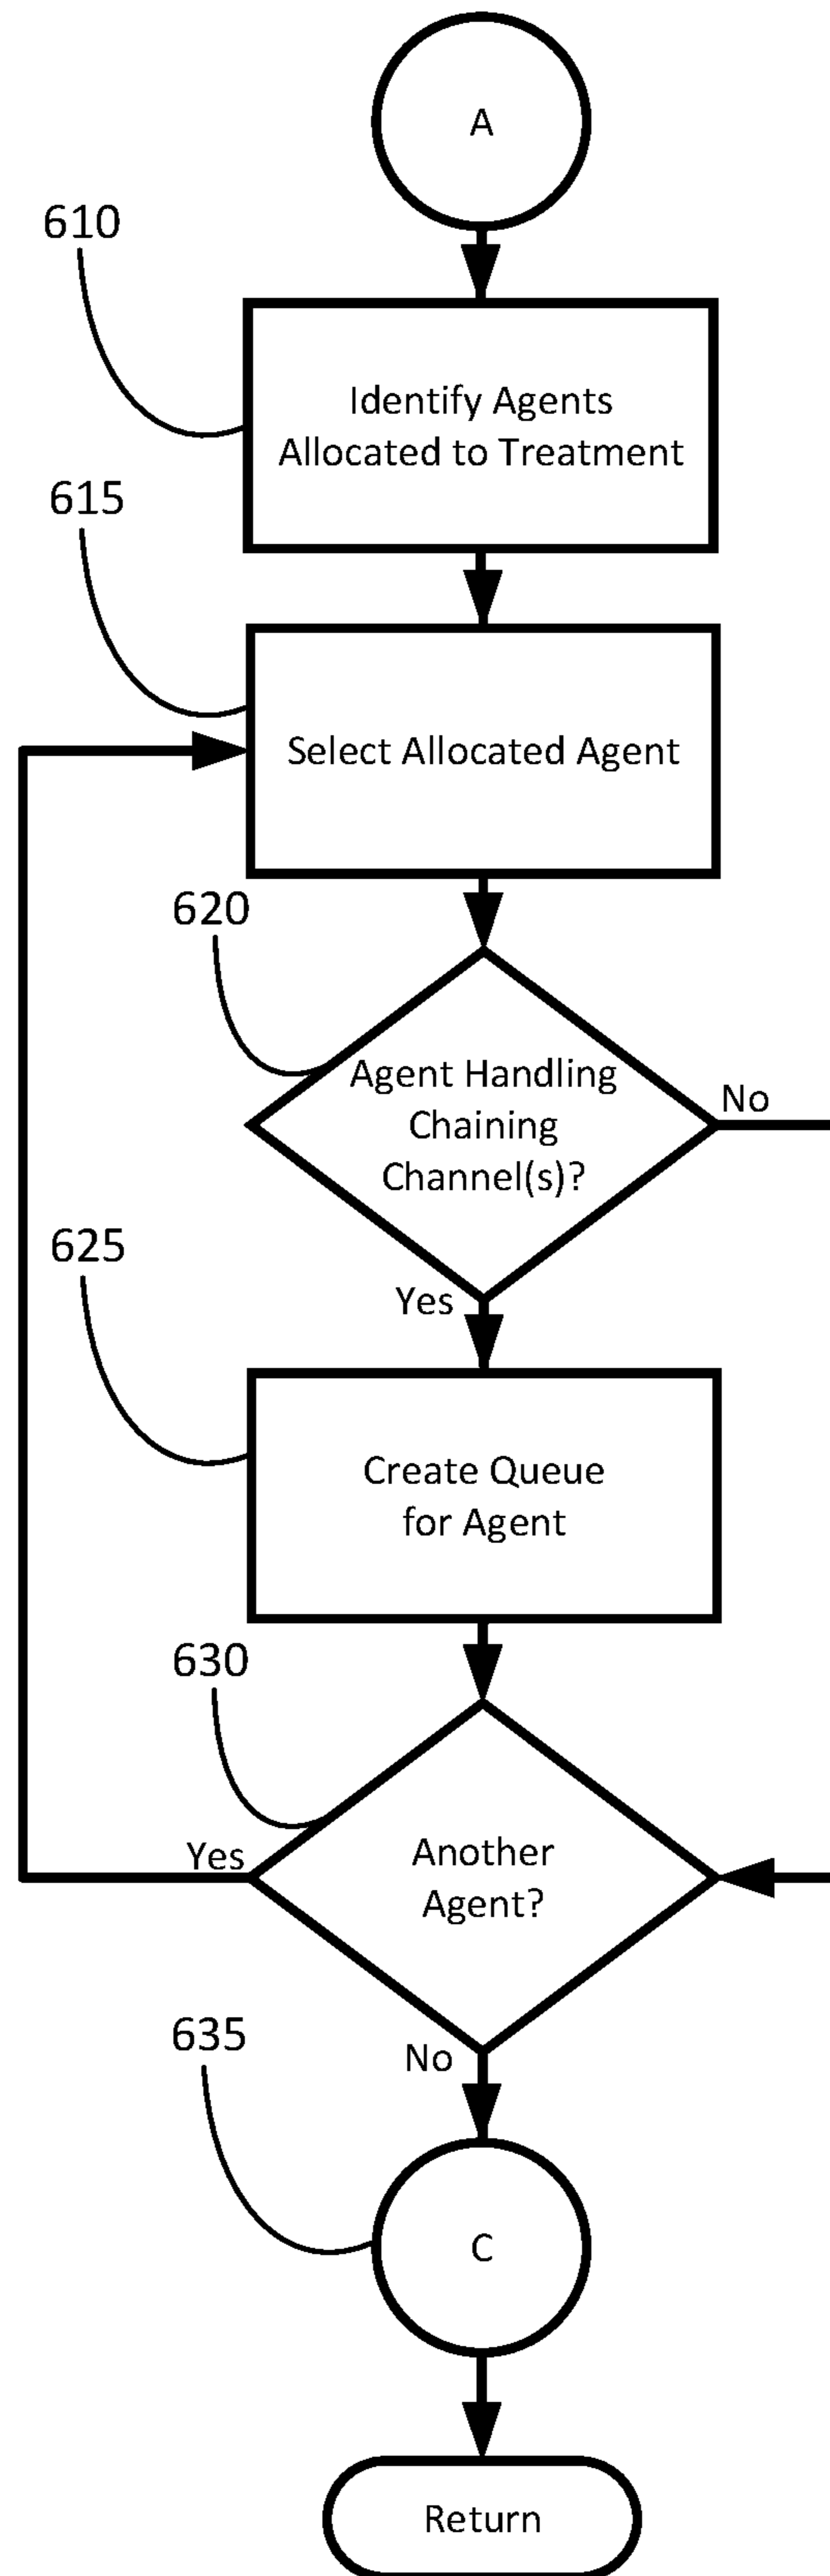 A
610
Identify Agents
Allocated to Treatment
615
Select Allocated Agent
620
Agent Handling
Chaining
Channel(s)?
No
Yes
625
Create Queue
for Agent
630
Another
Agent?
Yes
No
635
C
Return